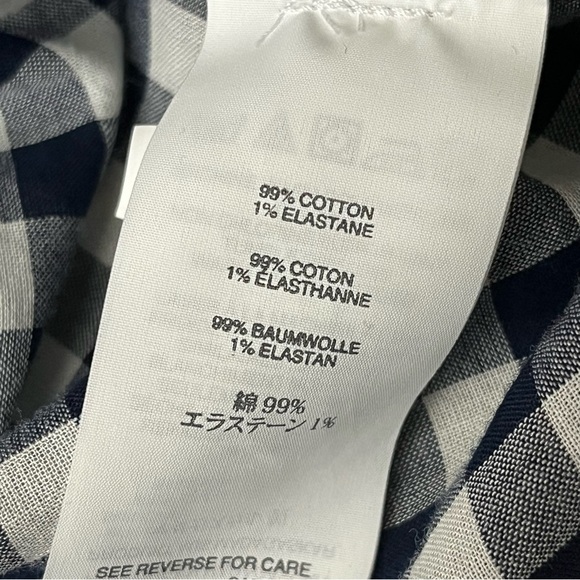 99% COTTON
1% ELASTANE
99% COTON
1% ELASTHANNE
99% BAUMWOLLE
1% ELASTAN
綿 99%
エラステーン 1%
SEE REVERSE FOR CARE